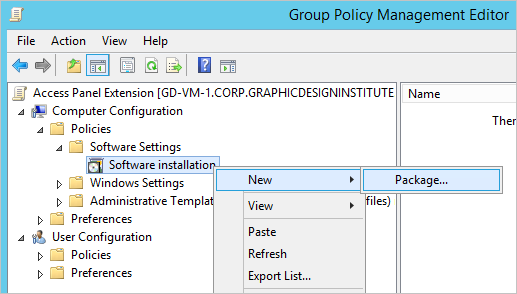 Group Policy Management Editor
File Action View Help
Access Panel Extension [GD-VM-1.CORP.GRAPHICDESIGNINSTITUTE
Name
Computer Configuration
Ther
Policies
Software Settings
Software installation
New
Package...
Windows Settings
Administrative Templa
files)
View
Preferences
Paste
User Configuration
Refresh
Policies
Export List...
Preferences